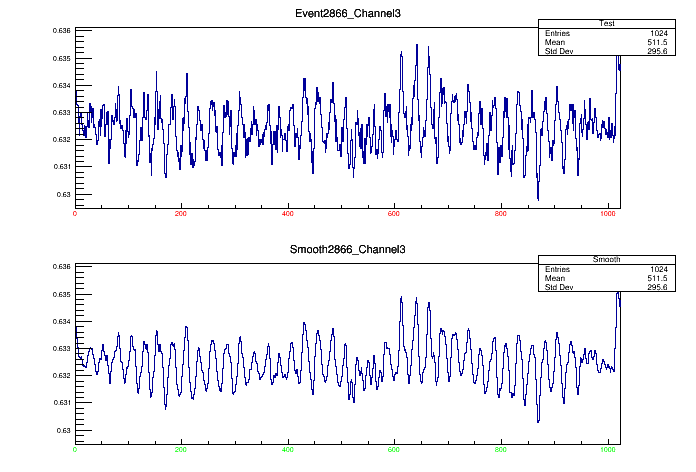 Event2866_Channel3
Test
Entries 1024
Mean 511.5
Std Dev 295.6
0.636
0.635
0.634
0.633
0.632
0.631
0.63
0 200 400 600 800 1000
Smooth2866_Channel3
Smooth
Entries 1024
Mean 511.5
Std Dev 295.6
0.636
0.635
0.634
0.633
0.632
0.631
0.63
0 200 400 600 800 1000